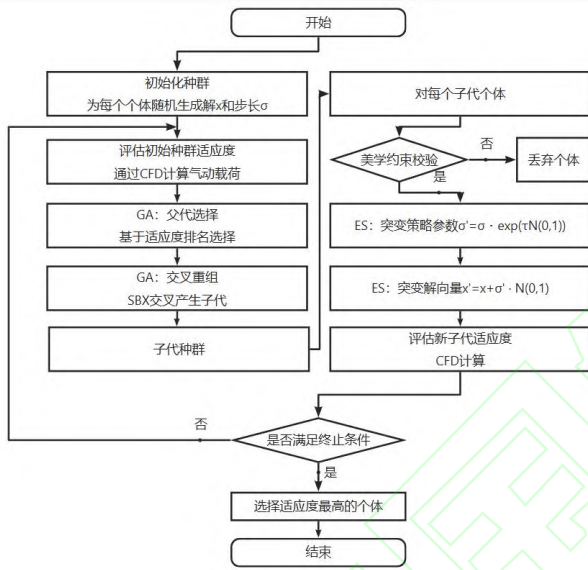 开始
初始化种群
为每个个体随机生成解x和步长σ
评估初始种群适应度
通过CFD计算气动载荷
GA：父代选择
基于适应度排名选择
GA：交叉重组
SBX交叉产生子代
子代种群
对每个子代个体
美学约束校验
否
丢弃个体
是
ES：突变策略参数σ'=σ · exp(τN(0,1))
ES：突变解向量x'=x+σ' · N(0,1)
评估新子代适应度
CFD计算
否
是否满足终止条件
是
选择适应度最高的个体
结束